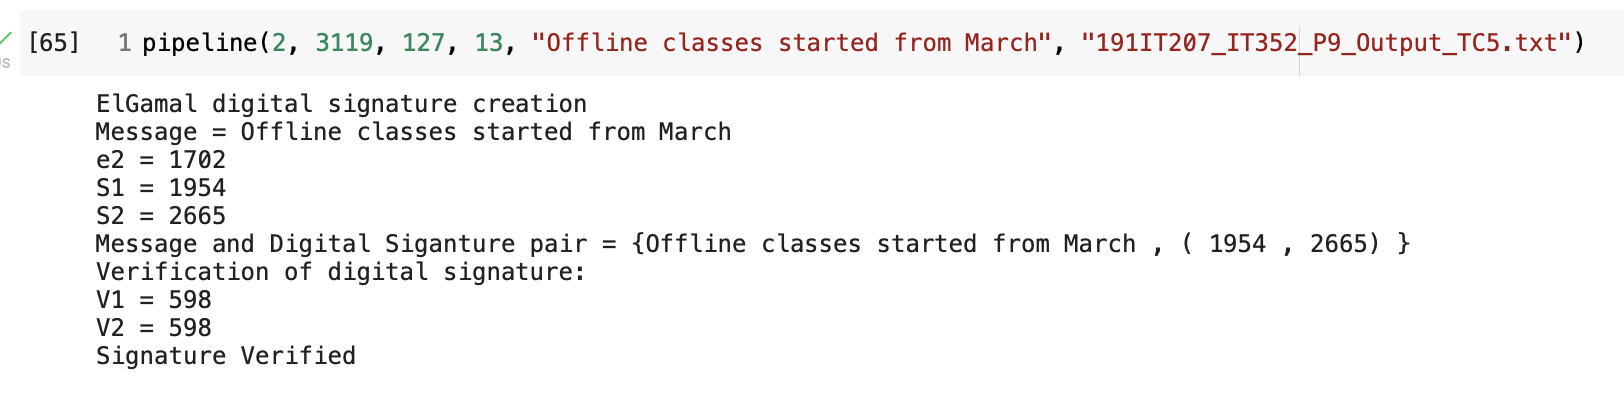 [65] 1 pipeline(2, 3119, 127, 13, "Offline classes started from March", "191IT207_IT352_P9_Output_TC5.txt")
s
ElGamal digital signature creation
Message = Offline classes started from March
e2 = 1702
S1 = 1954
S2 = 2665
Message and Digital Siganture pair = {Offline classes started from March , ( 1954 , 2665) }
Verification of digital signature:
V1 = 598
V2 = 598
Signature Verified